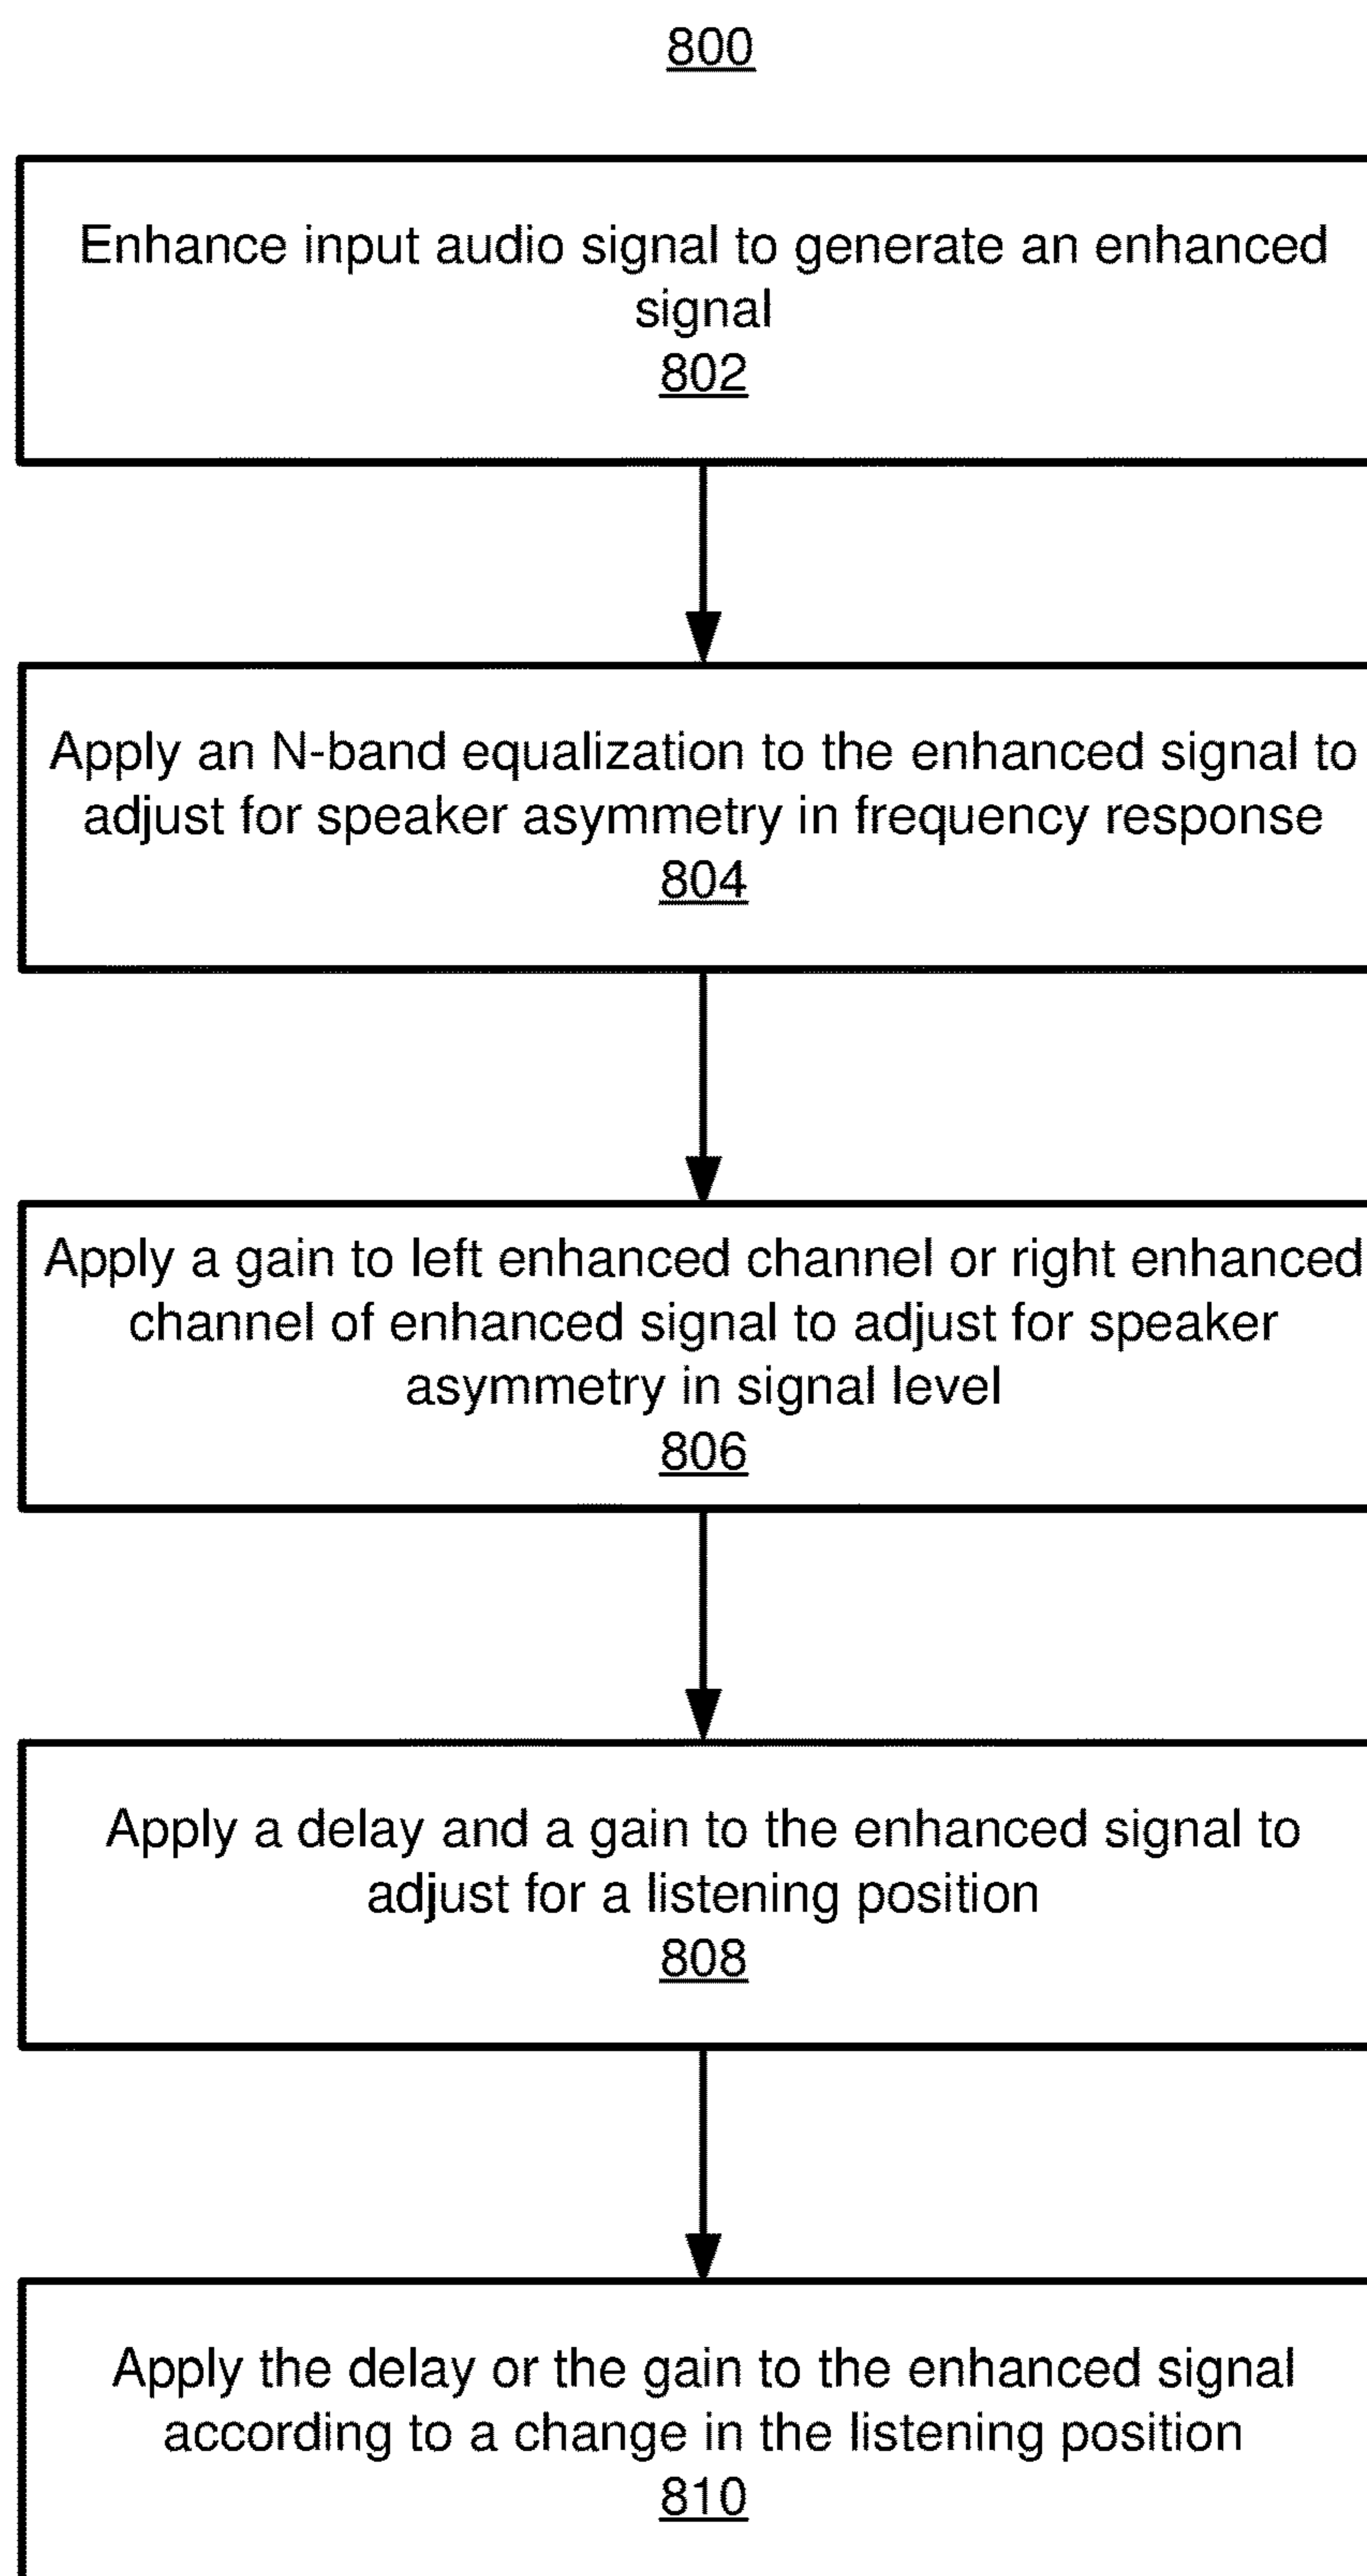 800
Enhance input audio signal to generate an enhanced
signal
802
Apply an N-band equalization to the enhanced signal to
adjust for speaker asymmetry in frequency response
804
Apply a gain to left enhanced channel or right enhanced
channel of enhanced signal to adjust for speaker
asymmetry in signal level
806
Apply a delay and a gain to the enhanced signal to
adjust for a listening position
808
Apply the delay or the gain to the enhanced signal
according to a change in the listening position
810